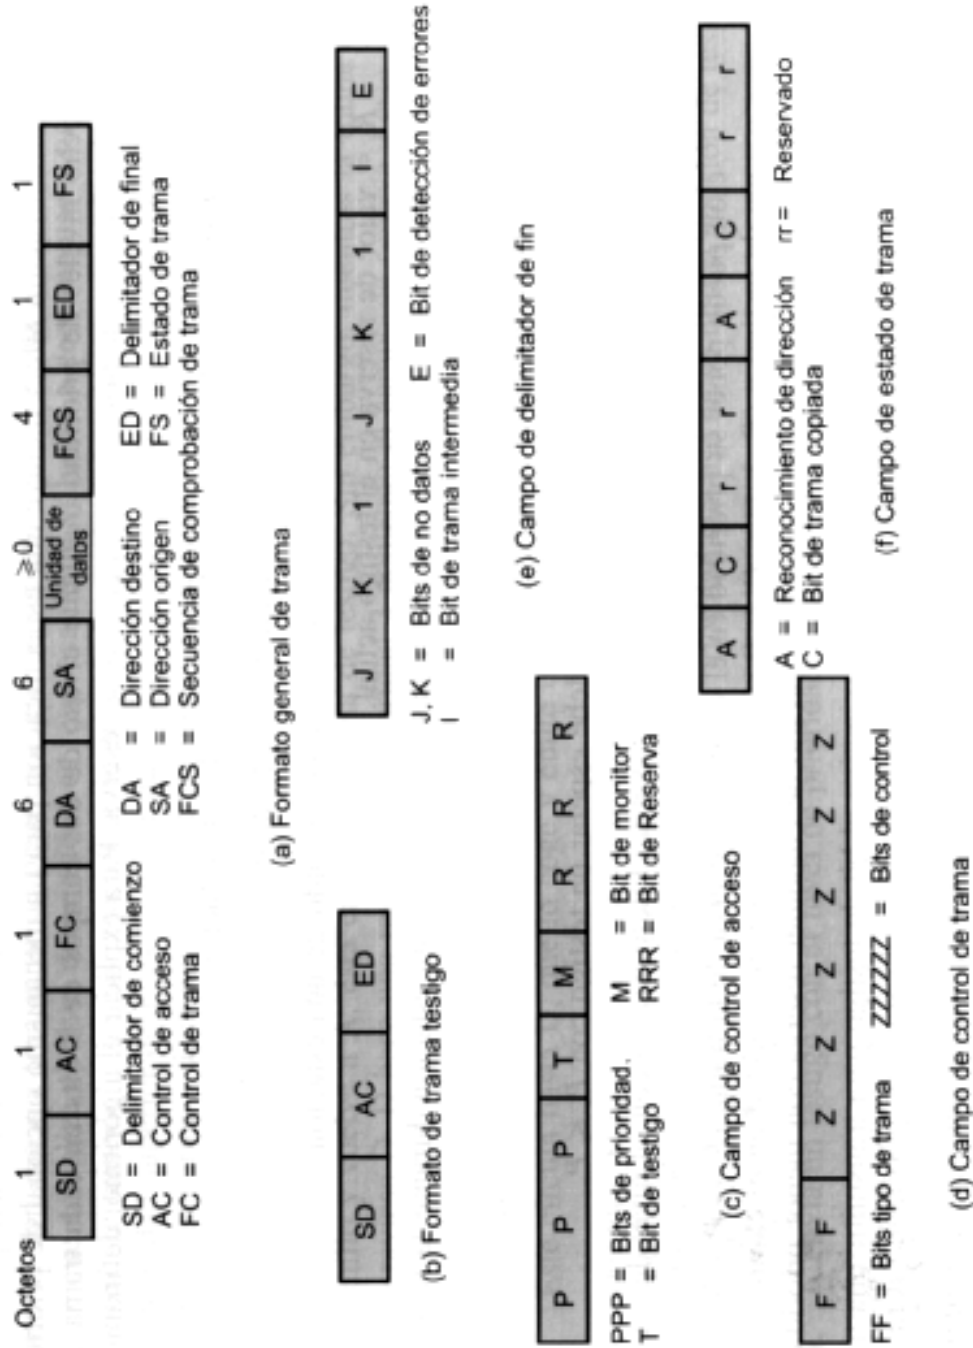 Octetos 1 1 1 6 6 ⩾0 4 1 1
SD AC FC DA SA Unidad de datos FCS ED FS
SD = Delimitador de comienzo DA = Dirección destino ED = Delimitador de final
AC = Control de acceso SA = Dirección origen FS = Estado de trama
FC = Control de trama FCS = Secuencia de comprobación de trama
(a) Formato general de trama
SD AC ED
(b) Formato de trama testigo
J K 1 J K 1 I E
J, K = Bits de no datos E = Bit de detección de errores
I = Bit de trama intermedia
(e) Campo de delimitador de fin
P P P T M R R R
PPP = Bits de prioridad. M = Bit de monitor
T = Bit de testigo RRR = Bit de Reserva
(c) Campo de control de acceso
A C r r A C r r
A = Reconocimiento de dirección rr = Reservado
C = Bit de trama copiada
(f) Campo de estado de trama
F F Z Z Z Z Z Z
FF = Bits tipo de trama ZZZZZZZ = Bits de control
(d) Campo de control de trama